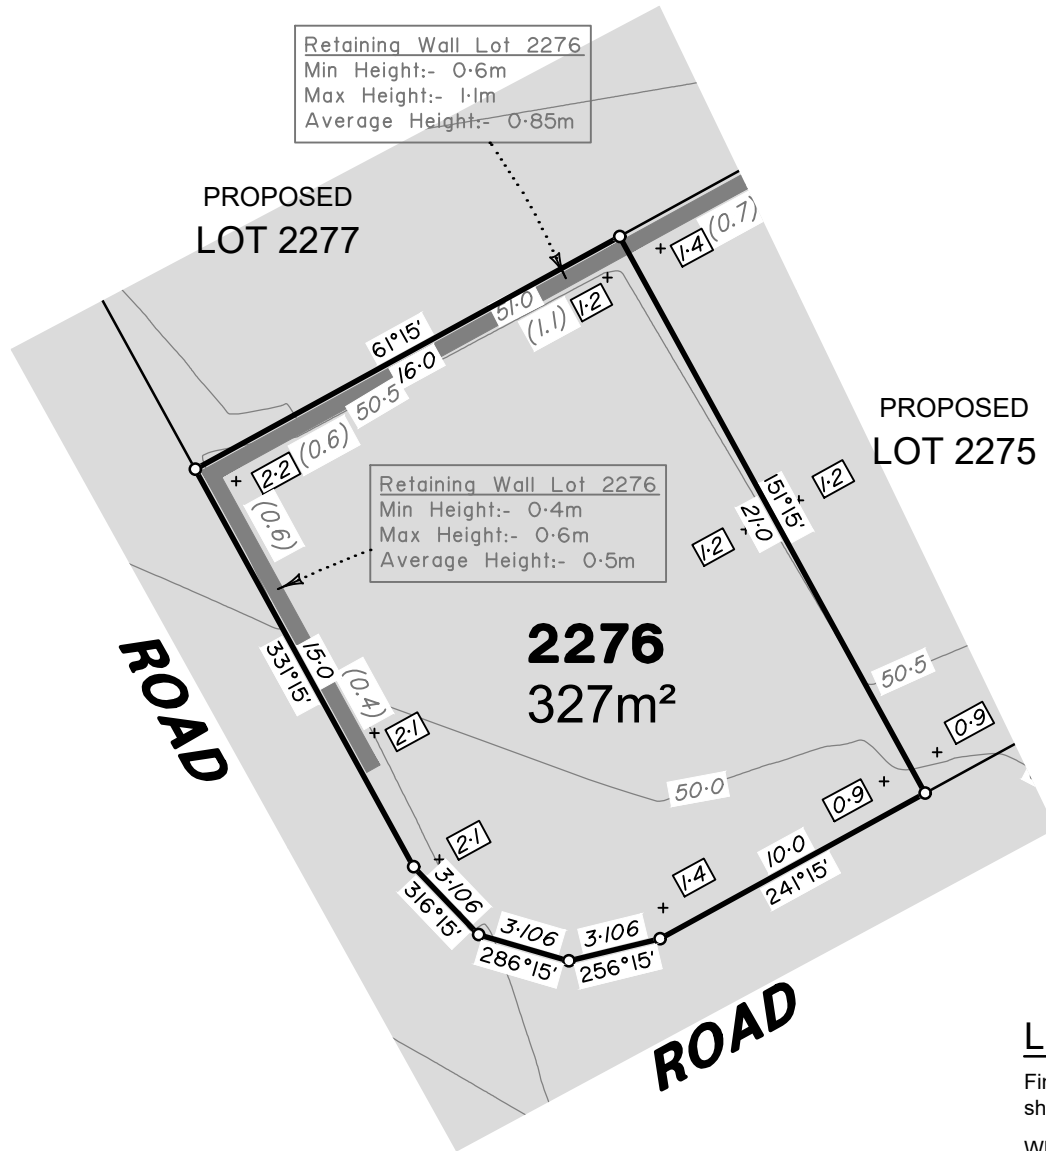 Retaining Wall Lot 2276
Min Height:- 0·6m
Max Height:- 1·1m
Average Height:- 0·85m
PROPOSED
LOT 2277
1·4
(0.7)
51·0
1·2
(1.1)
61°15'
16·0
50·5
(0.6)
2·2
(0.6)
PROPOSED
LOT 2275
Retaining Wall Lot 2276
Min Height:- 0·4m
Max Height:- 0·6m
Average Height:- 0·5m
1·2
151°15'
21·0
1·2
2276
327m²
ROAD
15·0
331°15'
(0.4)
2·1
50·5
0·9
50·0
0·9
2·1
10·0
241°15'
1·4
3·106
316°15'
3·106
286°15'
3·106
256°15'
ROAD
L